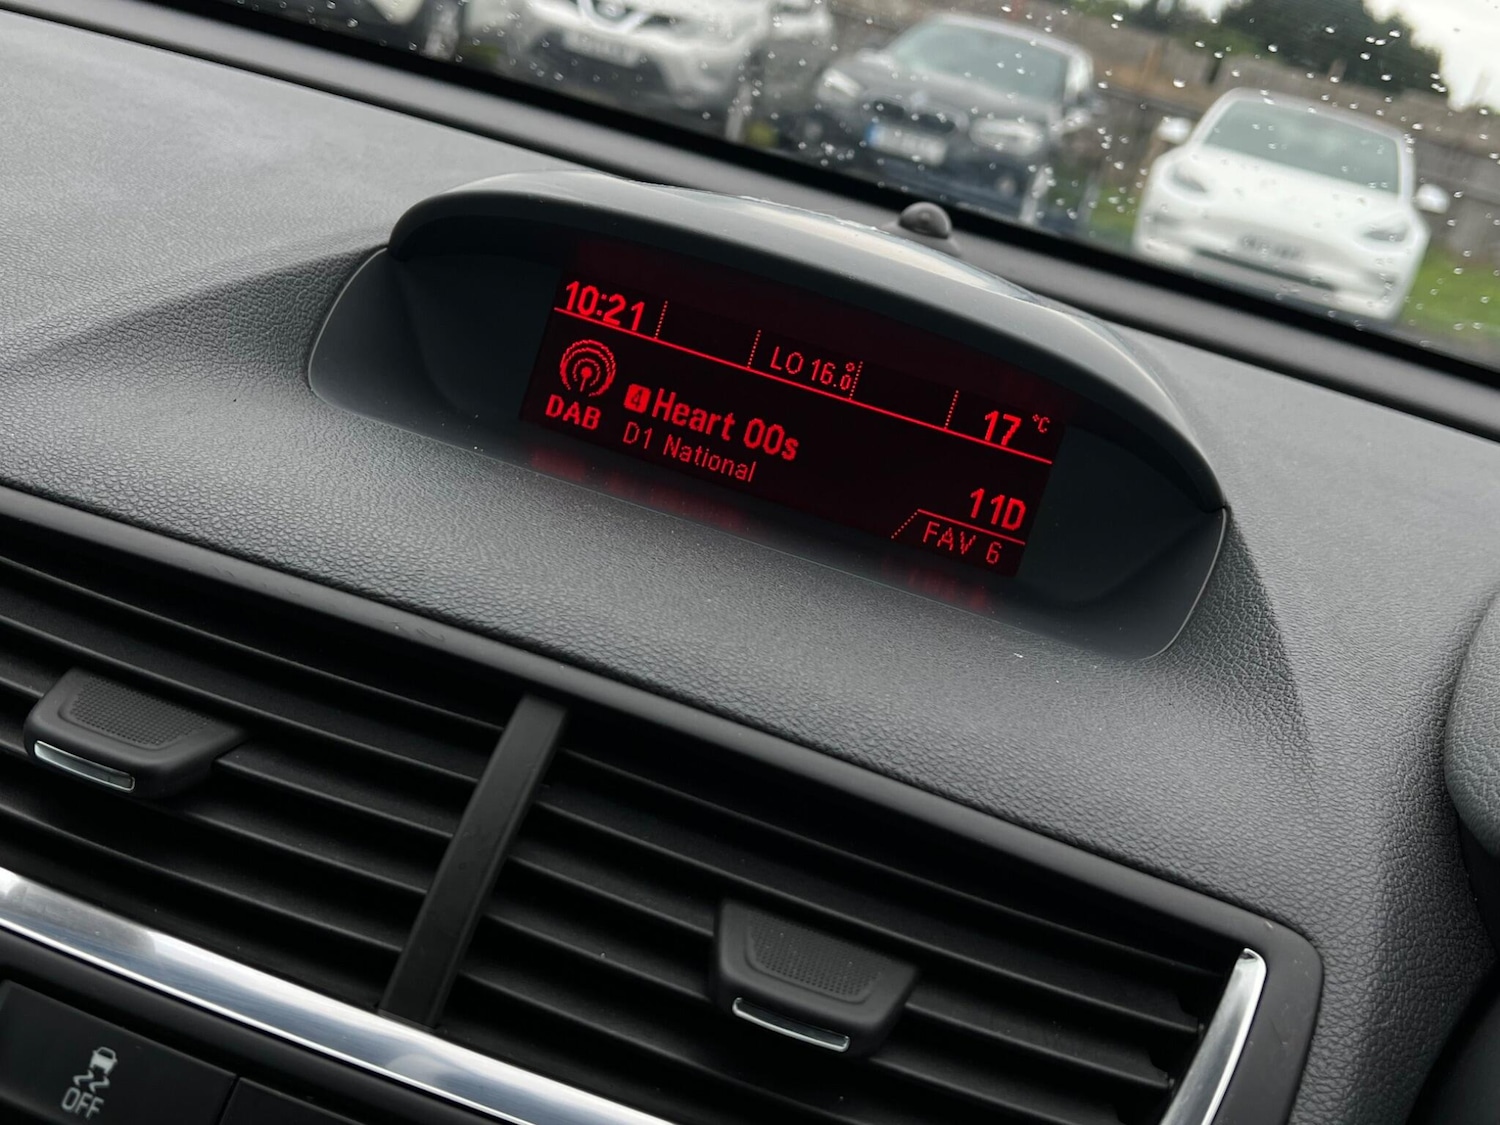 10:21
LO 16.0°
17 °C
DAB
4 Heart 00s
D1 National
11D
FAV 6
OFF